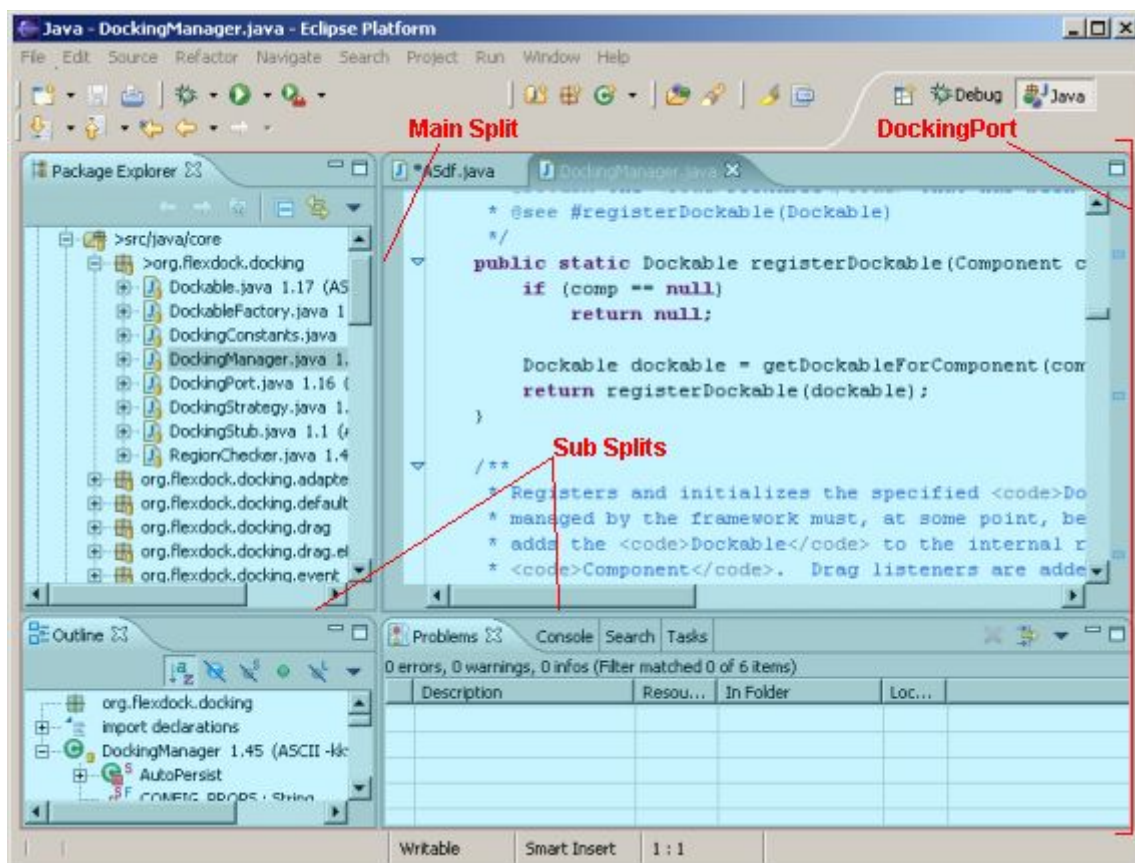 Java - DockingManager.java - Eclipse Platform
File Edit Source Refactor Navigate Search Project Run Window Help
Debug Java
Main Split
DockingPort
Package Explorer
*ASdf.java DockingManager.java
* @see #registerDockable(Dockable)
*/
public static Dockable registerDockable(Component c
if (comp == null)
return null;
Dockable dockable = getDockableForComponent(com
return registerDockable(dockable);
}
/**
* Registers and initializes the specified <code>Do
* managed by the framework must, at some point, be
* adds the <code>Dockable</code> to the internal r
* <code>Component</code>. Drag listeners are adde
>src/java/core
>org.flexdock.docking
Dockable.java 1.17 (AS
DockableFactory.java 1
DockingConstants.java
DockingManager.java 1.
DockingPort.java 1.16 (
DockingStrategy.java 1.
DockingStub.java 1.1 (
RegionChecker.java 1.4
org.flexdock.docking.adapte
org.flexdock.docking.default
org.flexdock.docking.drag
org.flexdock.docking.drag.ef
org.flexdock.docking.event
Sub Splits
Outline
org.flexdock.docking
import declarations
DockingManager 1.45 (ASCII -kk
AutoPersist
CONFIG_PROPS : String
Problems Console Search Tasks
0 errors, 0 warnings, 0 infos (Filter matched 0 of 6 items)
Description Resou... In Folder Loc...
Writable Smart Insert 1 : 1